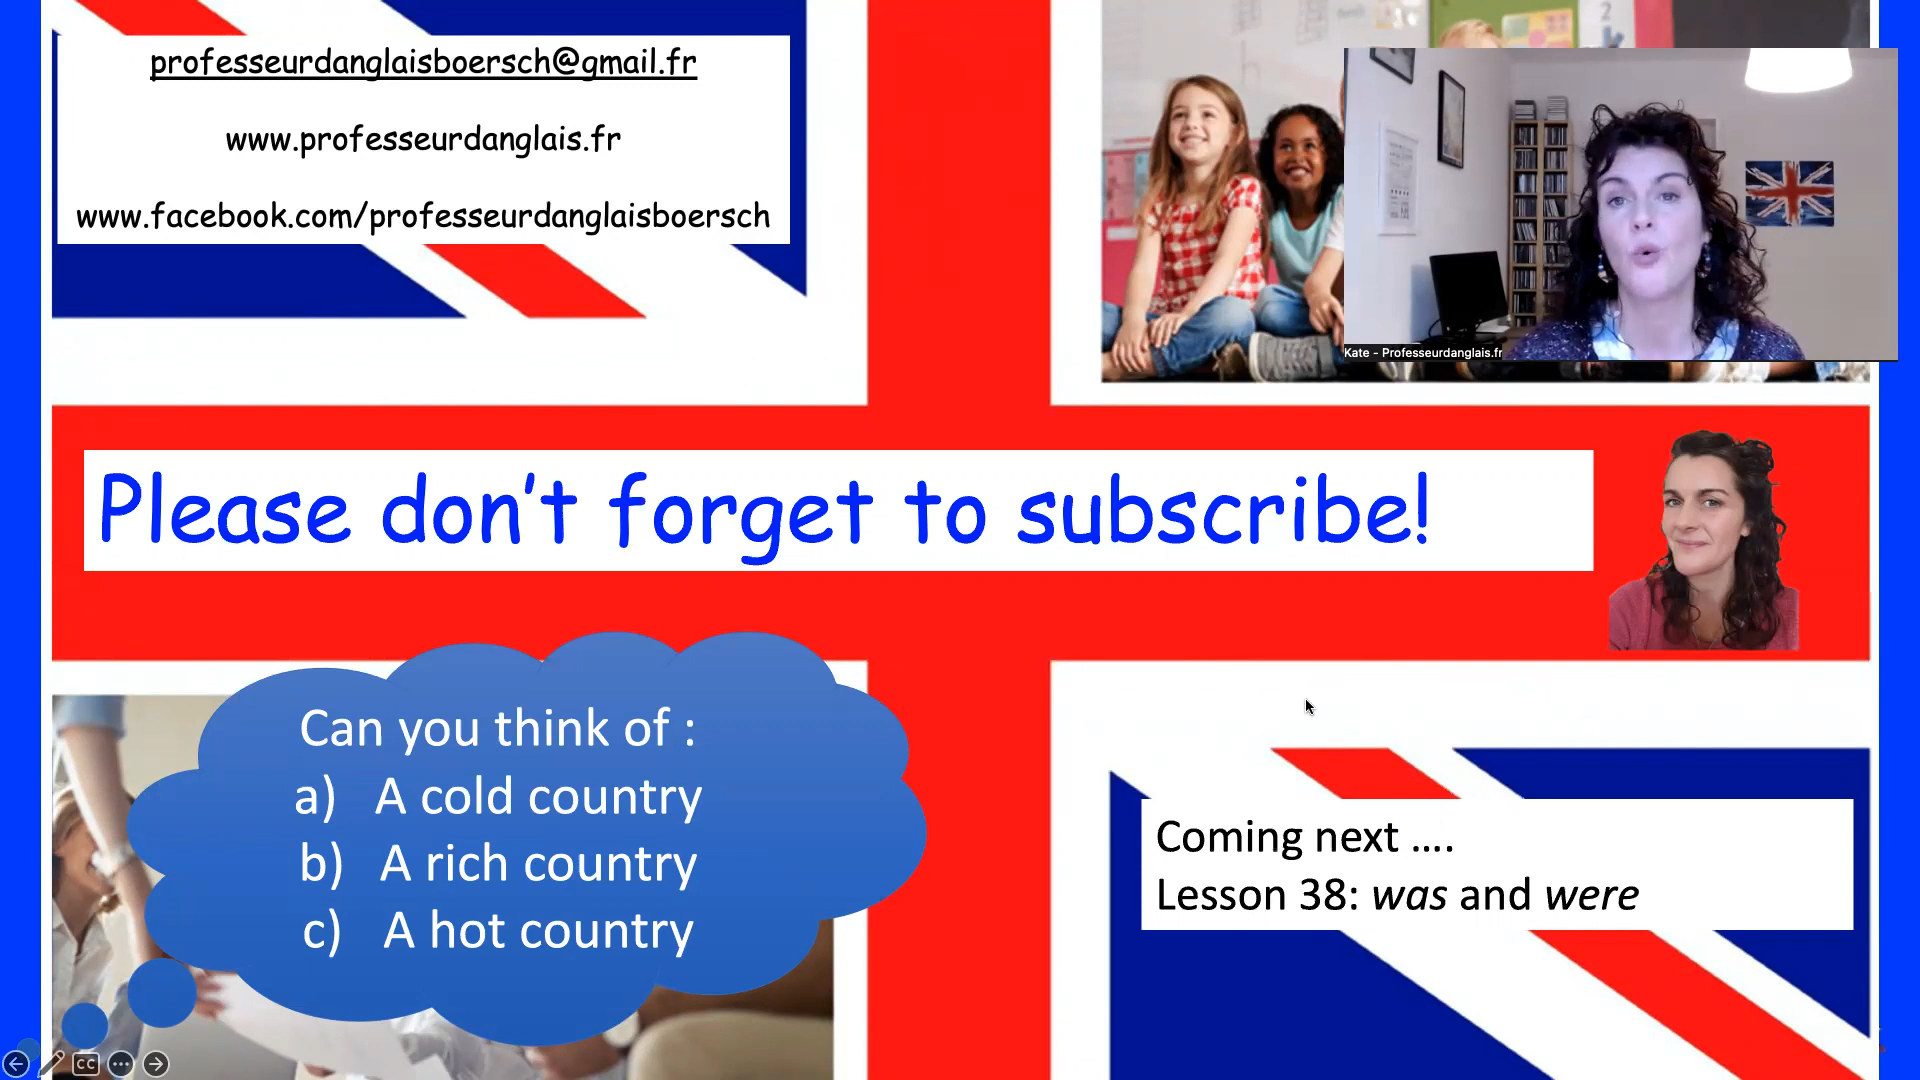 professeurdanglaisboersch@gmail.fr
www.professeurdanglais.fr
www.facebook.com/professeurdanglaisboersch
Kate - Professeurdanglais.fr
Please don't forget to subscribe!
Can you think of :
a) A cold country
b) A rich country
c) A hot country
Coming next ....
Lesson 38: was and were
CC